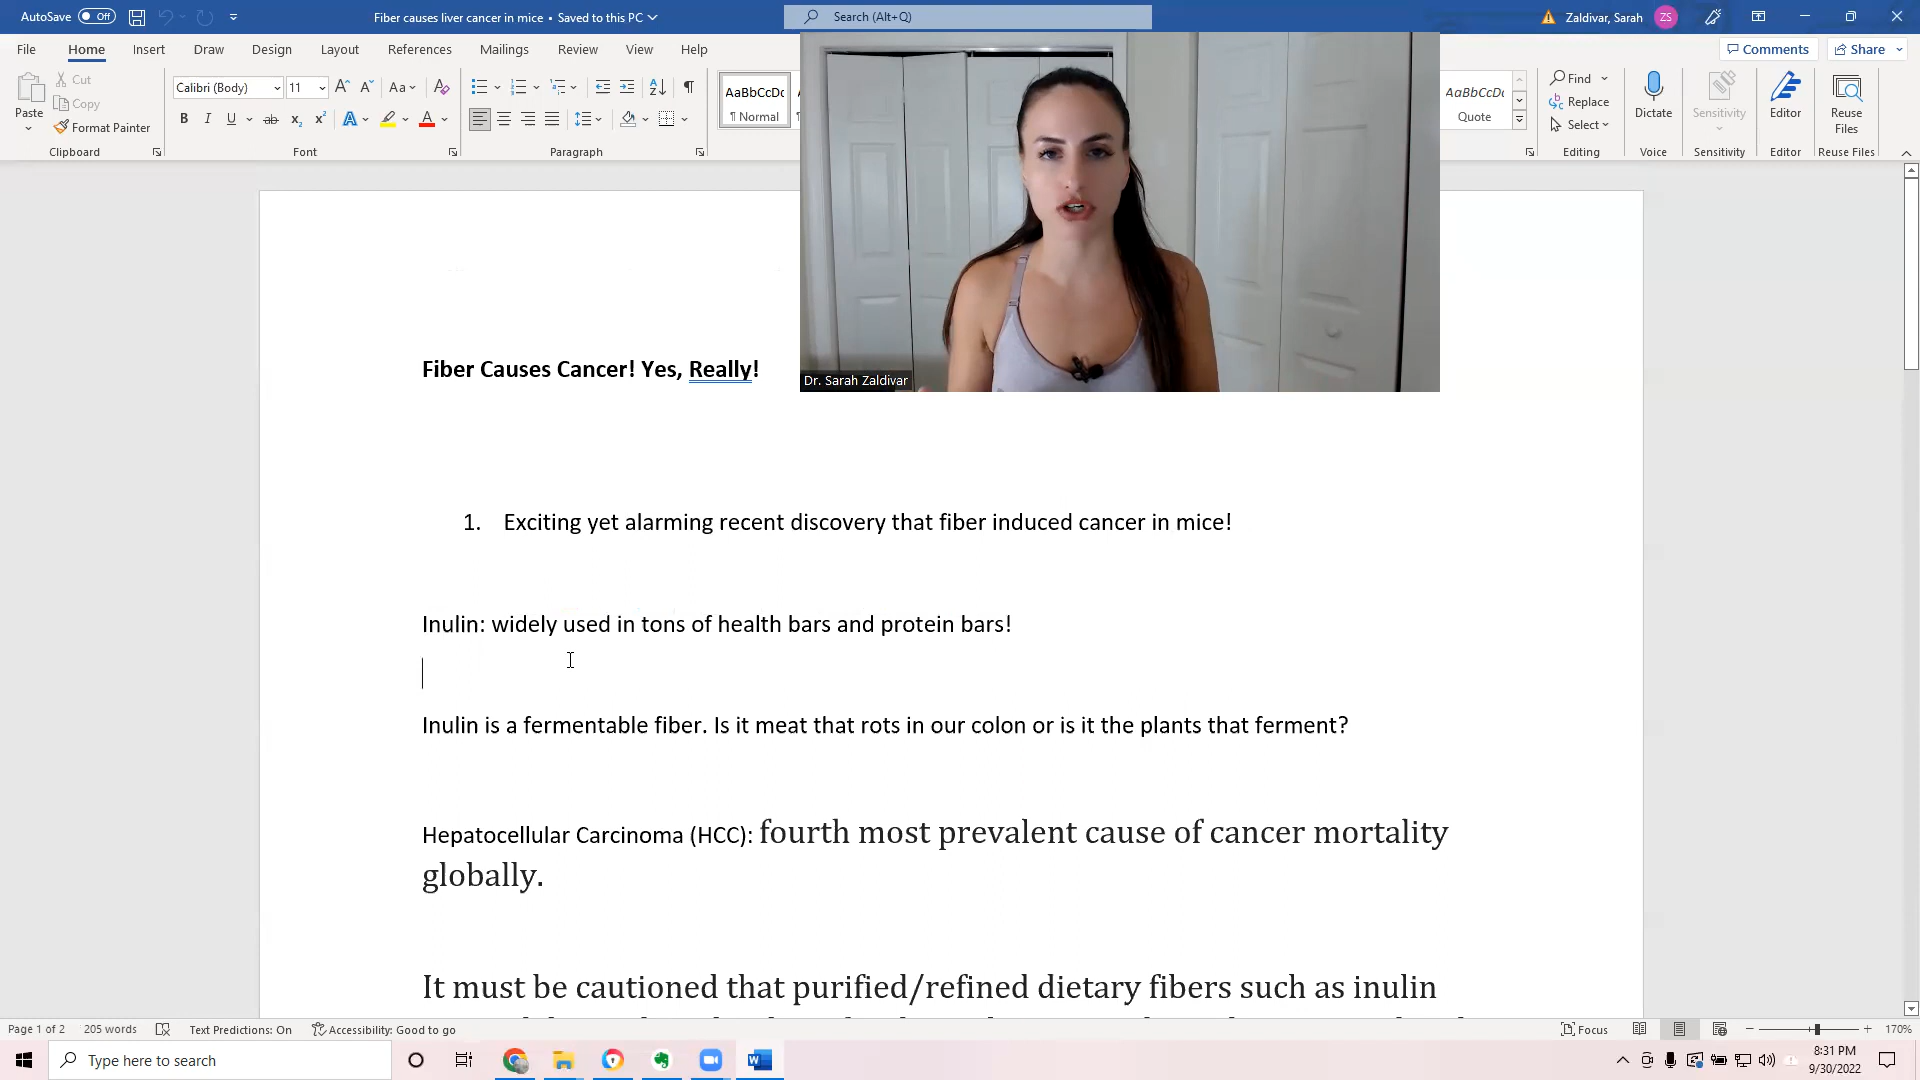 AutoSave Off Fiber causes liver cancer in mice • Saved to this PC Search (Alt+Q) Zaldivar, Sarah ZS
File Home Insert Draw Design Layout References Mailings Review View Help Comments Share
Paste Cut Copy Format Painter
Calibri (Body) 11
AaBbCcDc ¶ Normal
AaBbCcDc Quote
Find Replace Select
Dictate Sensitivity Editor Reuse Files
Clipboard Font Paragraph Editing Voice Sensitivity Editor Reuse Files
Dr. Sarah Zaldivar
Fiber Causes Cancer! Yes, Really!
1. Exciting yet alarming recent discovery that fiber induced cancer in mice!
Inulin: widely used in tons of health bars and protein bars!
Inulin is a fermentable fiber. Is it meat that rots in our colon or is it the plants that ferment?
Hepatocellular Carcinoma (HCC): fourth most prevalent cause of cancer mortality
globally.
It must be cautioned that purified/refined dietary fibers such as inulin
Page 1 of 2 205 words Text Predictions: On Accessibility: Good to go Focus 170%
Type here to search
8:31 PM
9/30/2022